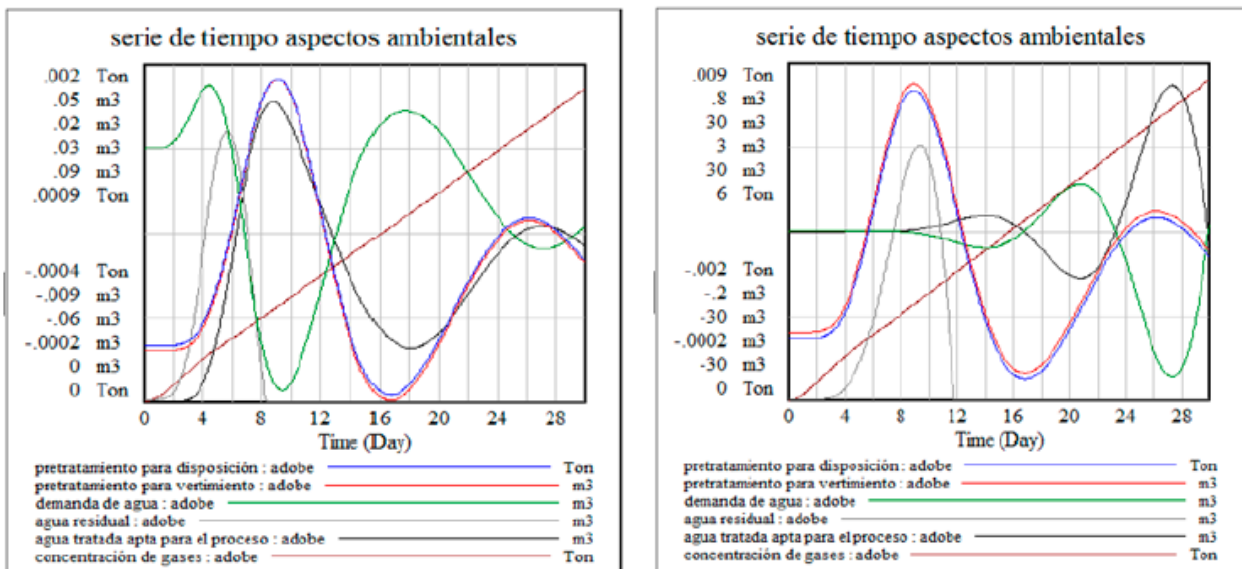 serie de tiempo aspectos ambientales
.002 Ton
.05 m3
.02 m3
.03 m3
.09 m3
.0009 Ton
-.0004 Ton
-.009 m3
-.06 m3
-.0002 m3
0 m3
0 Ton
0 4 8 12 16 20 24 28
Time (Day)
pretratamiento para disposición : adobe Ton
pretratamiento para vertimiento : adobe m3
demanda de agua : adobe m3
agua residual : adobe m3
agua tratada apta para el proceso : adobe m3
concentración de gases : adobe Ton
serie de tiempo aspectos ambientales
.009 Ton
.8 m3
30 m3
3 m3
30 m3
6 Ton
-.002 Ton
-.2 m3
-30 m3
-.0002 m3
-30 m3
0 Ton
0 4 8 12 16 20 24 28
Time (Day)
pretratamiento para disposición : adobe Ton
pretratamiento para vertimiento : adobe m3
demanda de agua : adobe m3
agua residual : adobe m3
agua tratada apta para el proceso : adobe m3
concentración de gases : adobe Ton